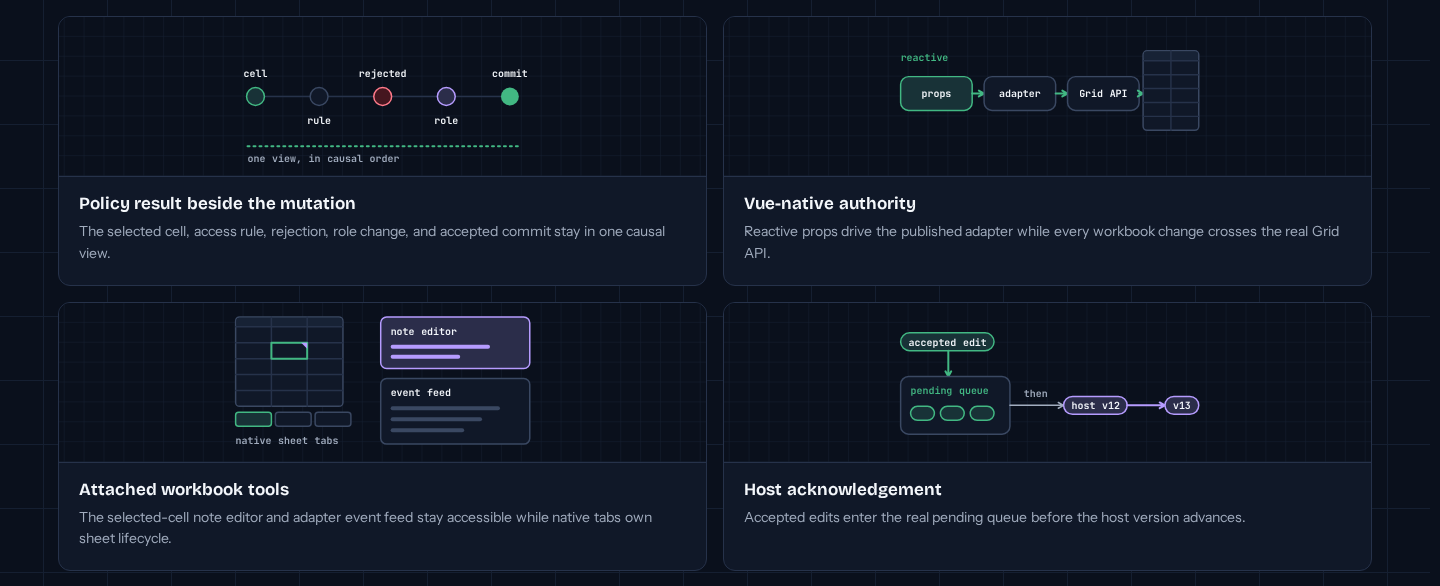 cell
rejected
commit
rule
role
one view, in causal order
Policy result beside the mutation
The selected cell, access rule, rejection, role change, and accepted commit stay in one causal
view.
reactive
props
adapter
Grid API
Vue-native authority
Reactive props drive the published adapter while every workbook change crosses the real Grid
API.
note editor
event feed
native sheet tabs
Attached workbook tools
The selected-cell note editor and adapter event feed stay accessible while native tabs own
sheet lifecycle.
accepted edit
pending queue
then
host v12
v13
Host acknowledgement
Accepted edits enter the real pending queue before the host version advances.